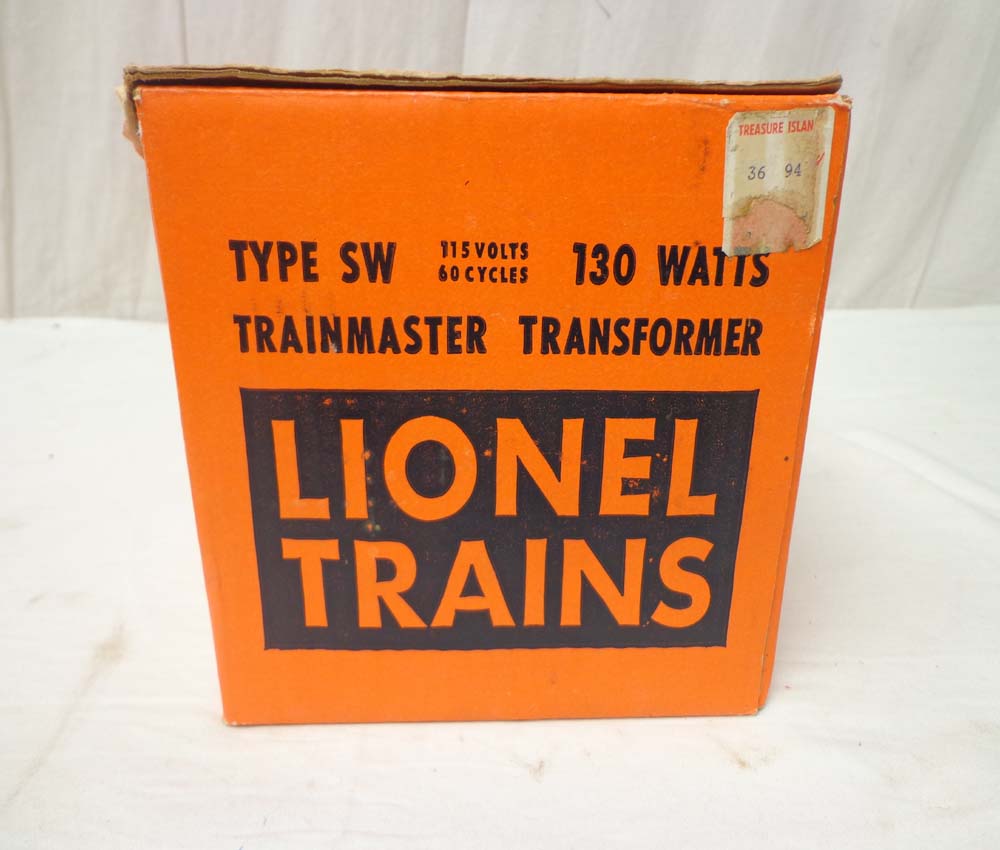 TREASURE ISLAN
36 94
TYPE SW 115 VOLTS 60 CYCLES 130 WATTS
TRAINMASTER TRANSFORMER
LIONEL
TRAINS